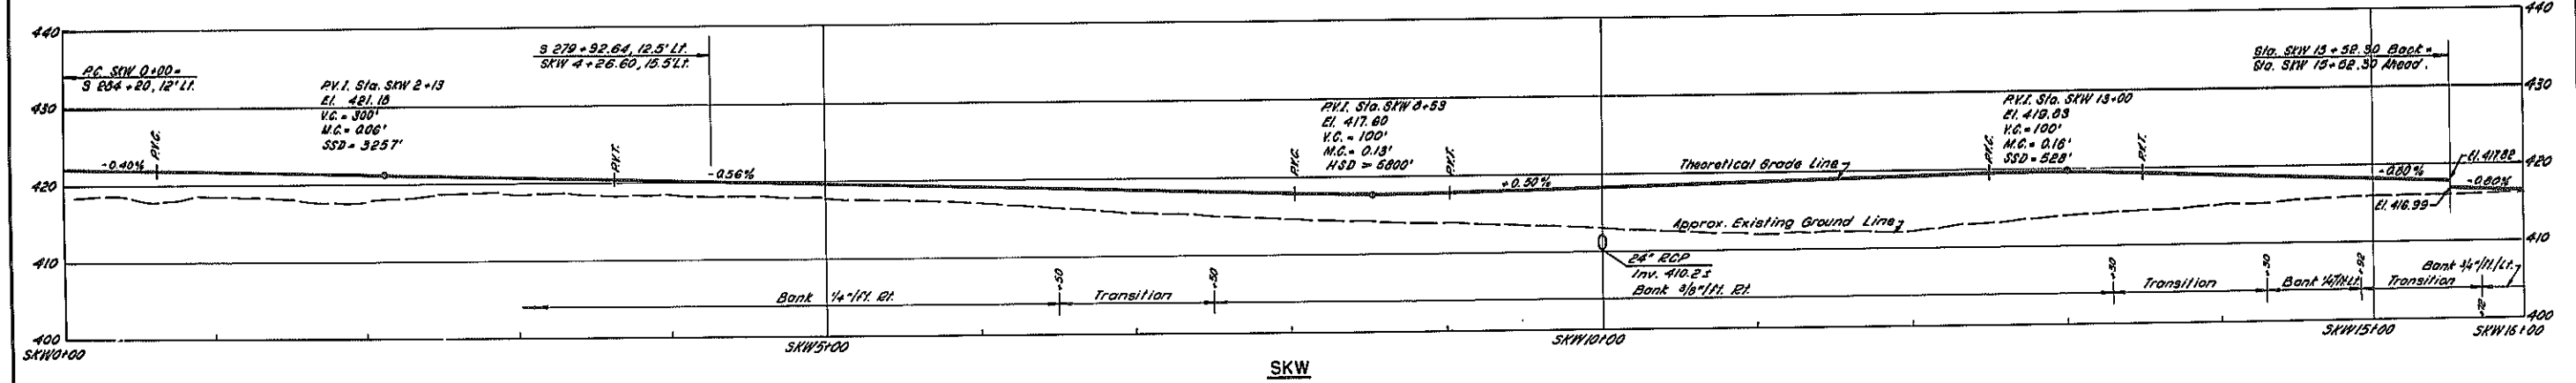 440
430
420
410
400
P.C. SKW 0+00 =
S 284+20, 12' Lt.
-0.40%
P.V.C.
P.V.I. Sta. SKW 2+13
El. 421.18
V.C. = 300'
M.C. = 0.06'
SSD = 3257'
P.V.T.
S 279+92.64, 12.5' Lt.
SKW 4+26.60, 15.5' Lt.
-0.56%
P.V.C.
P.V.I. Sta. SKW 8+59
El. 417.60
V.C. = 100'
M.C. = 0.13'
HSD > 5800'
P.V.T.
+0.50%
Theoretical Grade Line
Approx. Existing Ground Line
24" RCP
Inv. 410.2±
P.V.C.
P.V.I. Sta. SKW 13+00
El. 419.83
V.C. = 100'
M.C. = 0.16'
SSD = 528'
P.V.T.
Sta. SKW 15+52.30 Back =
Sta. SKW 15+52.30 Ahead.
-0.80%
El. 417.82
-0.80%
El. 416.99
Bank 1/4"/Ft. Rt.
+50
Transition
+50
Bank 3/8"/Ft. Rt.
+30
Transition
+30
Bank 1/4"/Ft. Lt.
+92
Transition
+72
Bank 3/4"/Ft./Lt.
440
430
420
410
400
SKW0+00
SKW5+00
SKW10+00
SKW15+00
SKW16+00
SKW